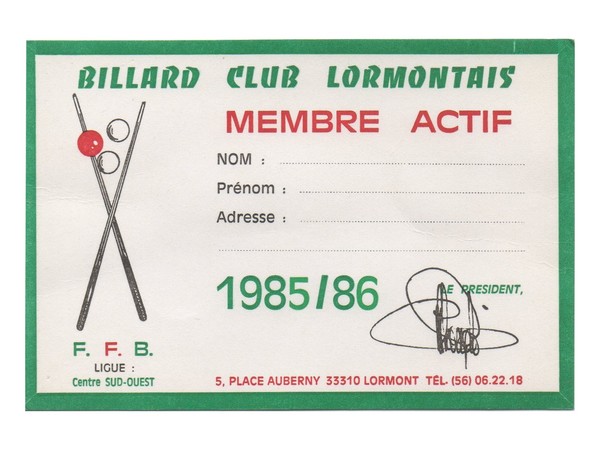 BILLARD CLUB LORMONTAIS
MEMBRE ACTIF
NOM :
Prénom :
Adresse :
1985/86
LE PRESIDENT,
F. F. B.
LIGUE :
Centre SUD-OUEST
5, PLACE AUBERNY 33310 LORMONT TÉL. (56) 06.22.18